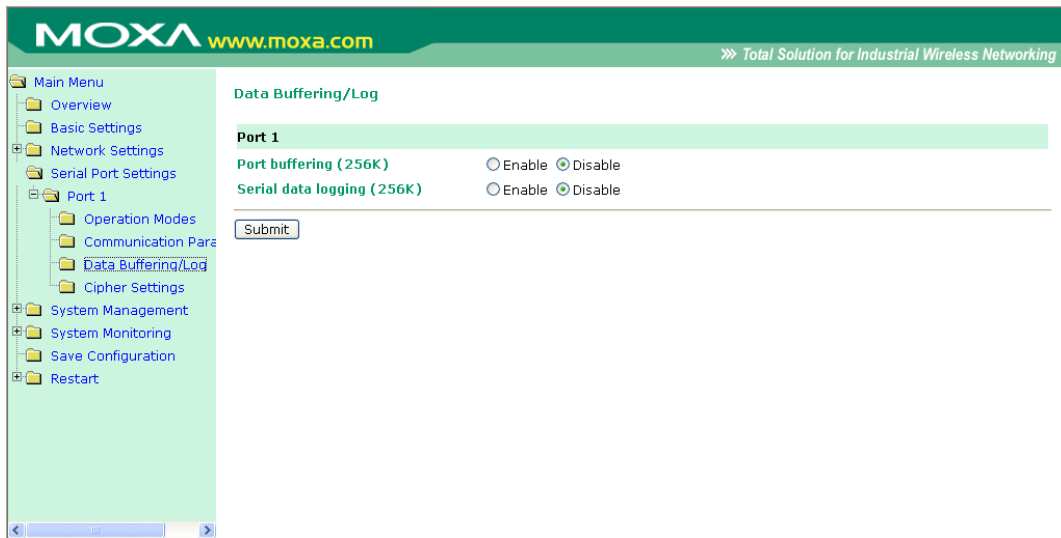 MOXA www.moxa.com
Total Solution for Industrial Wireless Networking
Main Menu
Overview
Basic Settings
Network Settings
Serial Port Settings
Port 1
Operation Modes
Communication Para
Data Buffering/Log
Cipher Settings
System Management
System Monitoring
Save Configuration
Restart
Data Buffering/Log
Port 1
Port buffering (256K) Enable Disable
Serial data logging (256K) Enable Disable
Submit